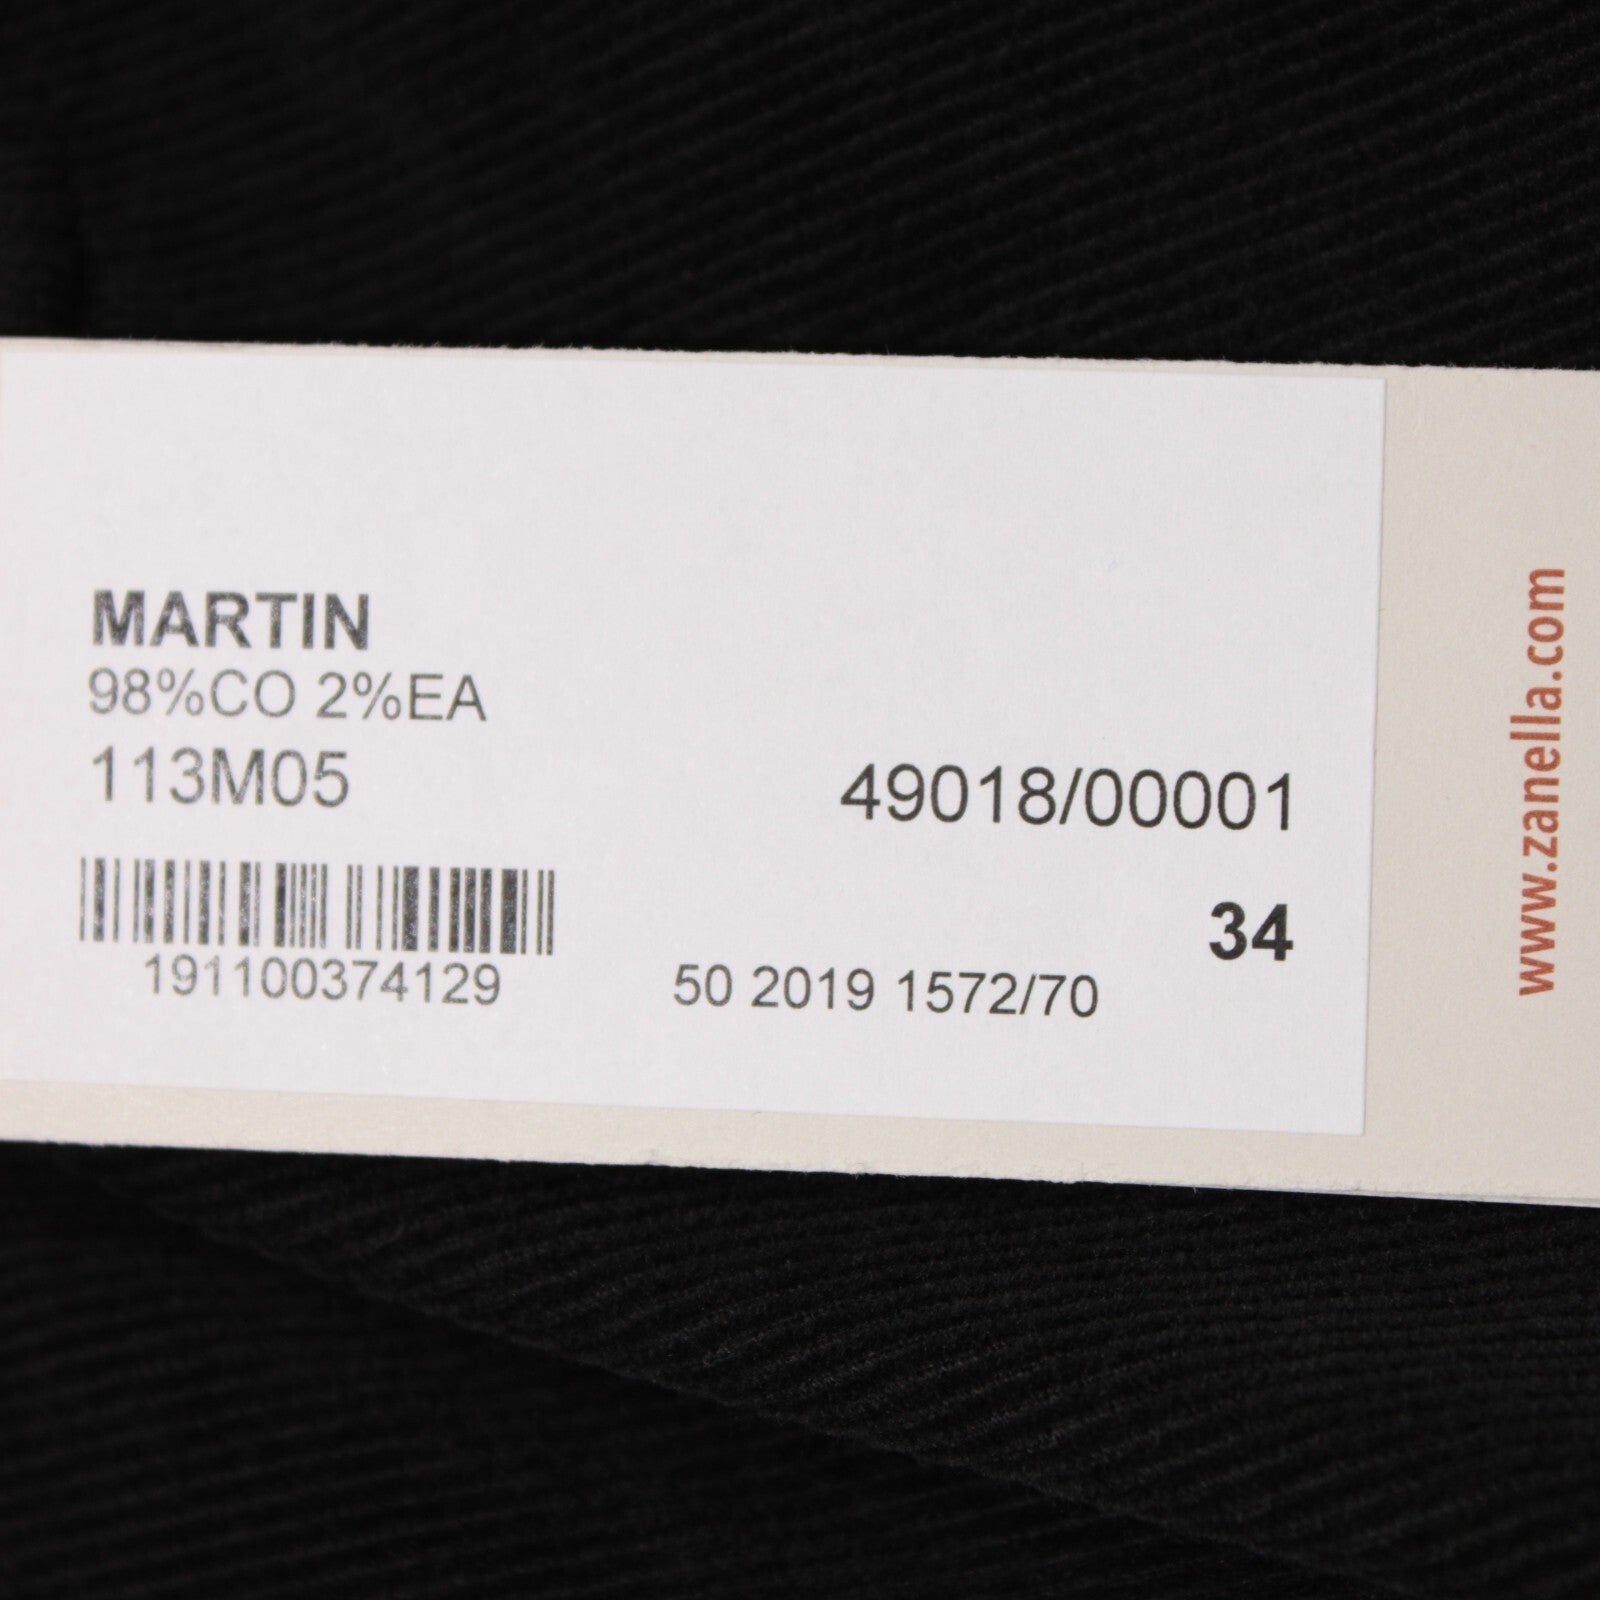 MARTIN
98%CO 2%EA
113M05
49018/00001
34
191100374129
50 2019 1572/70
www.zanella.com